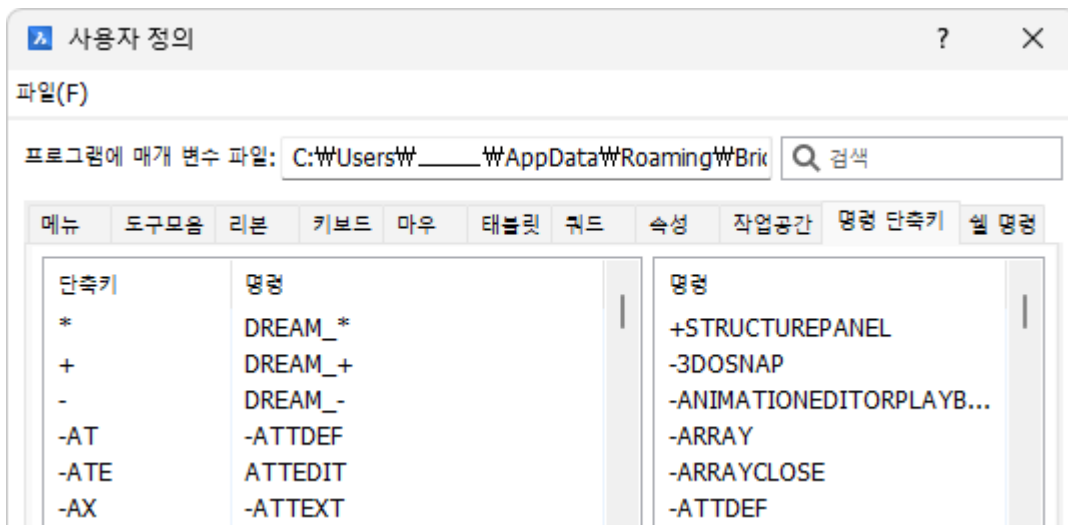 사용자 정의 ? ×
파일(F)
프로그램에 매개 변수 파일: C:₩Users₩_____₩AppData₩Roaming₩Bric 검색
메뉴 도구모음 리본 키보드 마우 태블릿 쿼드 속성 작업공간 명령 단축키 쉘 명령
단축키 명령 명령
* DREAM_* +STRUCTUREPANEL
+ DREAM_+ -3DOSNAP
- DREAM_- -ANIMATIONEDITORPLAYB...
-AT -ATTDEF -ARRAY
-ATE ATTEDIT -ARRAYCLOSE
-AX -ATTEXT -ATTDEF